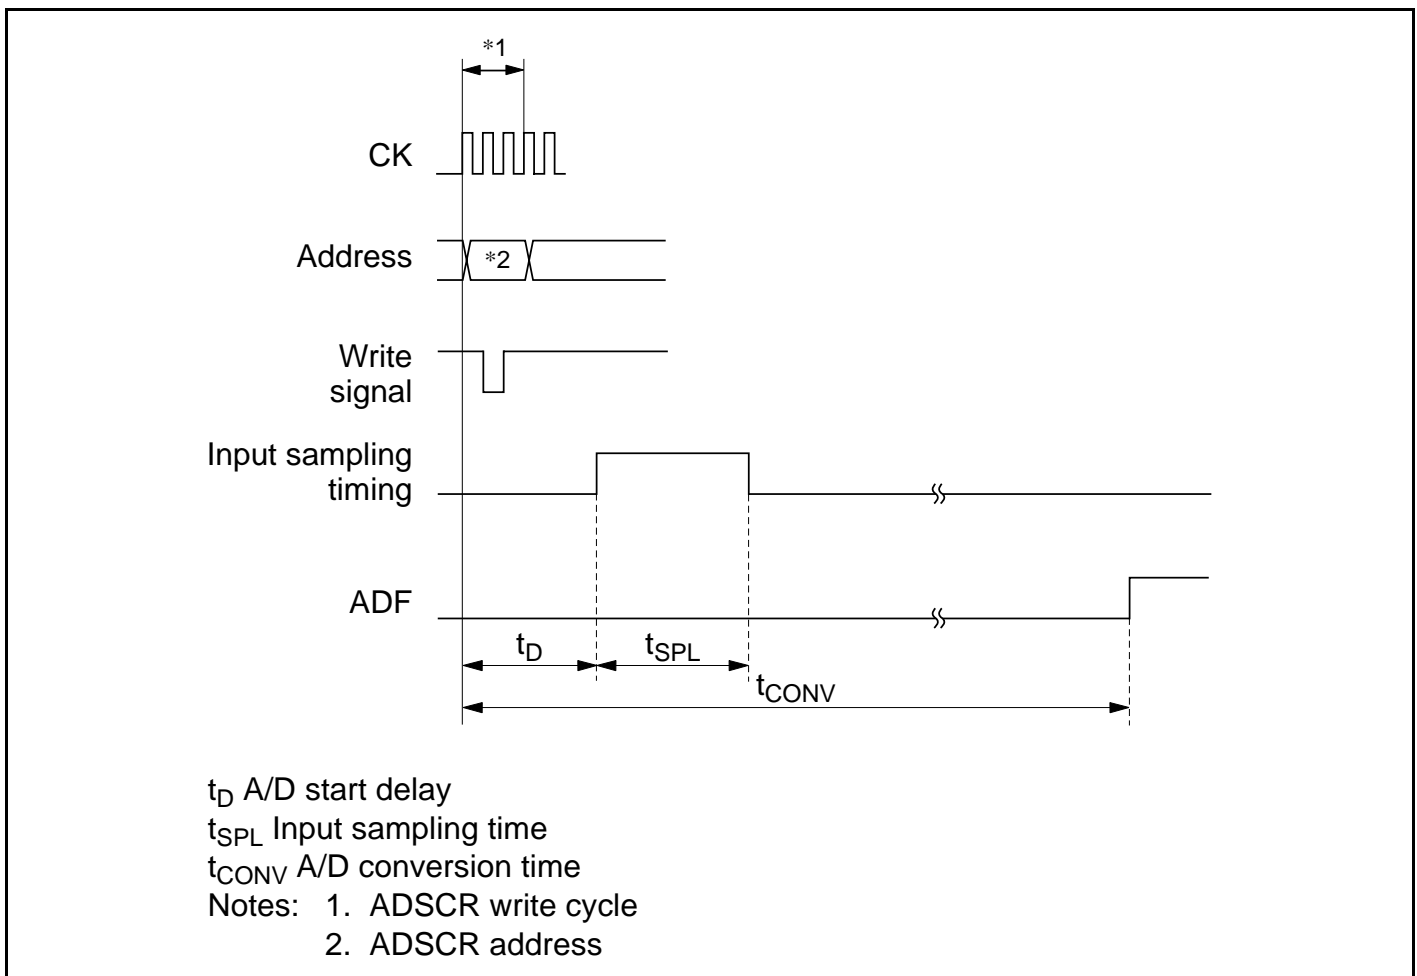 *1
CK
Address
*2
Write
signal
Input sampling
timing
ADF
tD
tSPL
tCONV
tD A/D start delay
tSPL Input sampling time
tCONV A/D conversion time
Notes: 1. ADSCR write cycle
2. ADSCR address